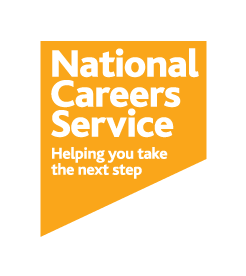 National
Careers
Service
Helping you take
the next step